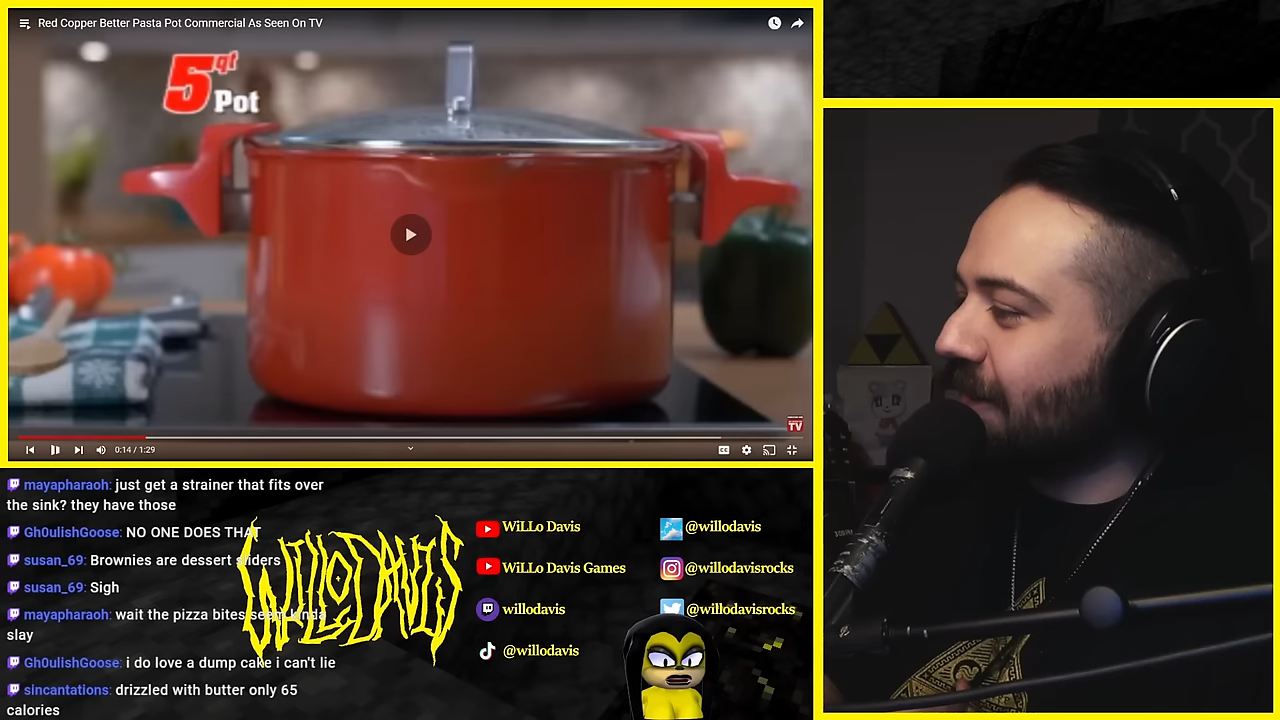 Red Copper Better Pasta Pot Commercial As Seen On TV
5qt
Pot
TV
0:14 / 1:29
CC
mayapharaoh: just get a strainer that fits over
the sink? they have those
Gh0ulishGoose: NO ONE DOES THAT
susan_69: Brownies are dessert sliders
susan_69: Sigh
mayapharaoh: wait the pizza bites seem kinda
slay
Gh0ulishGoose: i do love a dump cake i can't lie
sincantations: drizzled with butter only 65
calories
WILLO DAVIS
WiLLo Davis
WiLLo Davis Games
willodavis
@willodavis
@willodavis
@willodavisrocks
@willodavisrocks